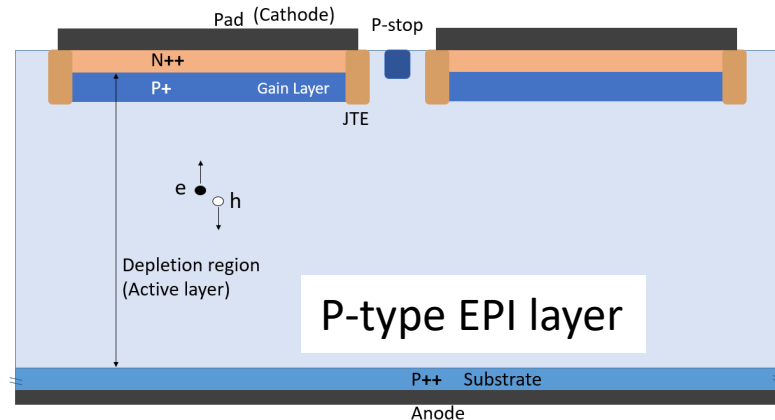 Pad (Cathode)
P-stop
N++
P+ Gain Layer
JTE
e
h
Depletion region
(Active layer)
P-type EPI layer
P++ Substrate
Anode